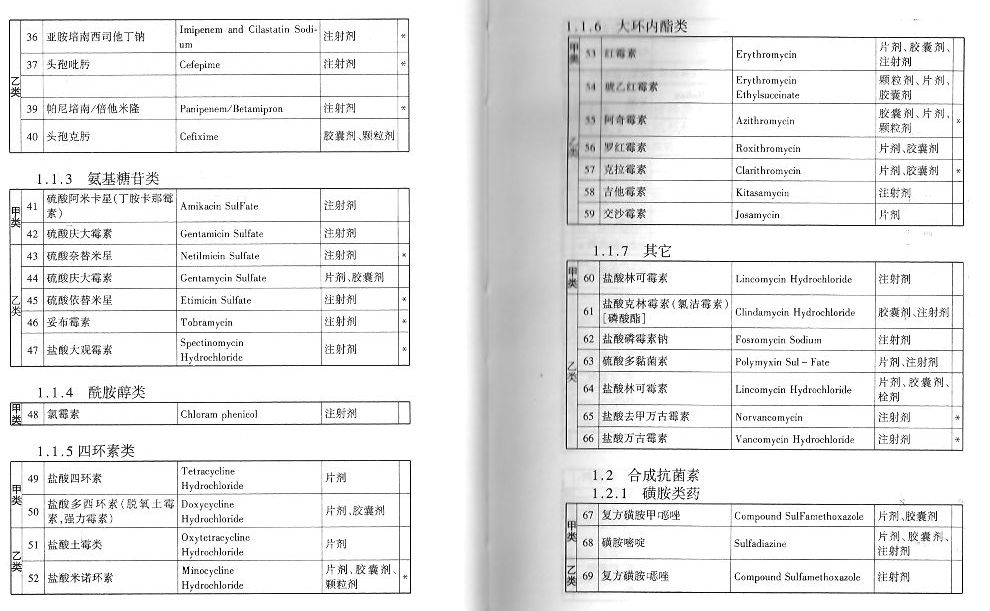 36 亚胺培南西司他丁钠 Imipenem and Cilastatin Sodi-
um 注射剂 *
37 头孢吡肟 Cefepime 注射剂 *
乙类
39 帕尼培南/倍他米隆 Panipenem/Betamipron 注射剂 *
40 头孢克肟 Cefixime 胶囊剂、颗粒剂
1.1.3 氨基糖苷类
甲类
41 硫酸阿米卡星(丁胺卡那霉
素) Amikacin SulFate 注射剂
42 硫酸庆大霉素 Gentamicin Sulfate 注射剂
乙类
43 硫酸奈替米星 Netilmicin Sulfate 注射剂 *
44 硫酸庆大霉素 Gentamycin Sulfate 片剂、胶囊剂
45 硫酸依替米星 Etimicin Sulfate 注射剂 *
46 妥布霉素 Tobramycin 注射剂 *
47 盐酸大观霉素 Spectinomycin
Hydrochloride 注射剂 *
1.1.4 酰胺醇类
甲类 48 氯霉素 Chloram phenicol 注射剂
1.1.5 四环素类
甲类
49 盐酸四环素 Tetracycline
Hydrochloride 片剂
50 盐酸多西环素(脱氧土霉
素,强力霉素) Doxycycline
Hydrochloride 片剂、胶囊剂
乙类
51 盐酸土霉类 Oxytetracycline
Hydrochloride 片剂
52 盐酸米诺环素 Minocycline
Hydrochloride 片剂、胶囊剂、
颗粒剂 *
1.1.6 大环内酯类
甲类
53 红霉素 Erythromycin 片剂、胶囊剂、
注射剂
54 琥乙红霉素 Erythromycin
Ethylsuccinate 颗粒剂、片剂、
胶囊剂
乙类
55 阿奇霉素 Azithromycin 胶囊剂、片剂、
颗粒剂 *
56 罗红霉素 Roxithromycin 片剂、胶囊剂
57 克拉霉素 Clarithromycin 片剂、胶囊剂 *
58 吉他霉素 Kitasamycin 注射剂
59 交沙霉素 Josamycin 片剂
1.1.7 其它
甲类 60 盐酸林可霉素 Lincomycin Hydrochloride 注射剂
乙类
61 盐酸克林霉素(氯洁霉素)
[磷酸酯] Clindamycin Hydrochloride 胶囊剂、注射剂
62 盐酸磷霉素钠 Fosromycin Sodium 注射剂
63 硫酸多黏菌素 Polymyxin Sul – Fate 片剂、注射剂
64 盐酸林可霉素 Lincomycin Hydrochloride 片剂、胶囊剂、
栓剂
65 盐酸去甲万古霉素 Norvancomycin 注射剂 *
66 盐酸万古霉素 Vancomycin Hydrochloride 注射剂 *
1.2 合成抗菌素
1.2.1 磺胺类药
甲类
67 复方磺胺甲噁唑 Compound SulFamethoxazole 片剂、胶囊剂
68 磺胺嘧啶 Sulfadiazine 片剂、胶囊剂、
注射剂
乙类 69 复方磺胺噁唑 Compound Sulfamethoxazole 注射剂